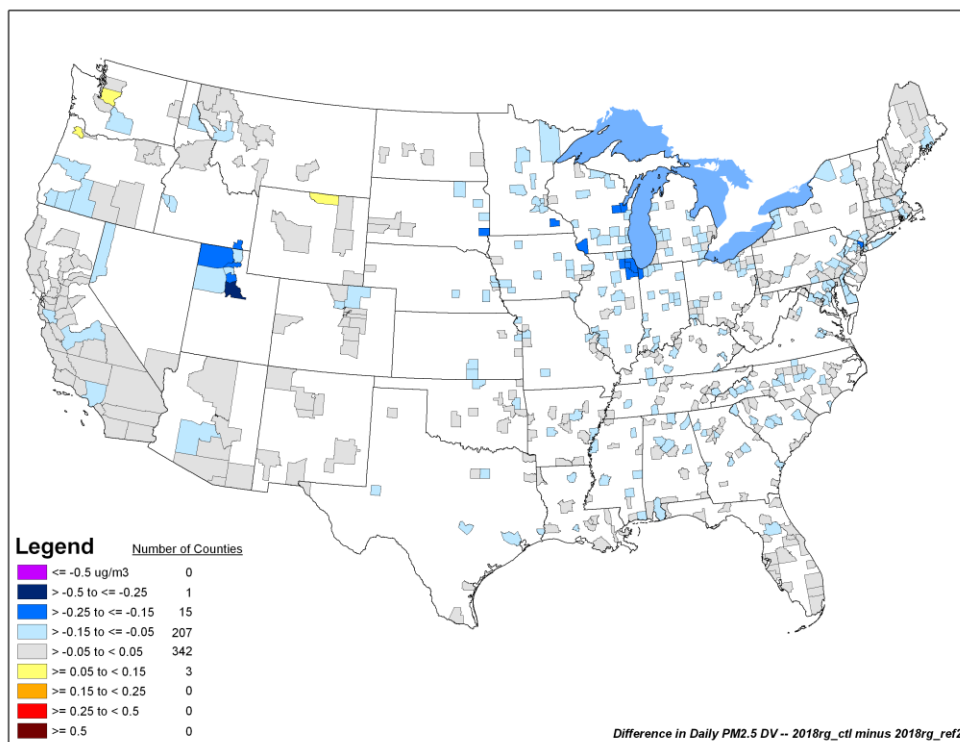 Legend Number of Counties
<= -0.5 ug/m3 0
> -0.5 to <= -0.25 1
> -0.25 to <= -0.15 15
> -0.15 to <= -0.05 207
> -0.05 to < 0.05 342
>= 0.05 to < 0.15 3
>= 0.15 to < 0.25 0
>= 0.25 to < 0.5 0
>= 0.5 0
Difference in Daily PM2.5 DV -- 2018rg_ctl minus 2018rg_ref2